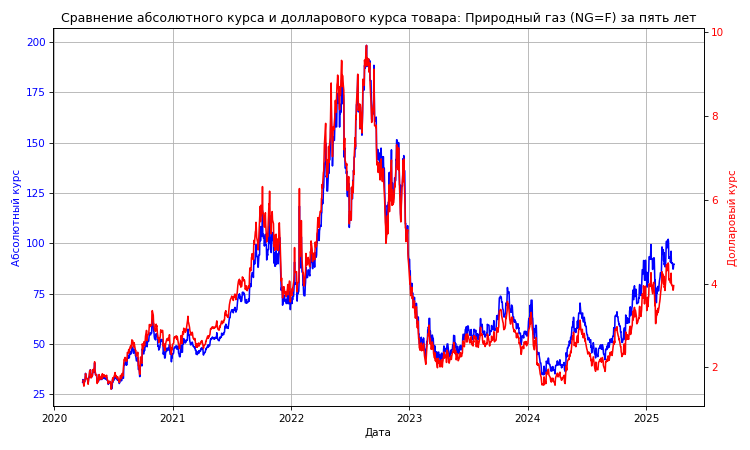 Сравнение абсолютного курса и долларового курса товара: Природный газ (NG=F) за пять лет
Абсолютный курс
200
175
150
125
100
75
50
25
10
8
6
4
2
Долларовый курс
2020 2021 2022 2023 2024 2025
Дата